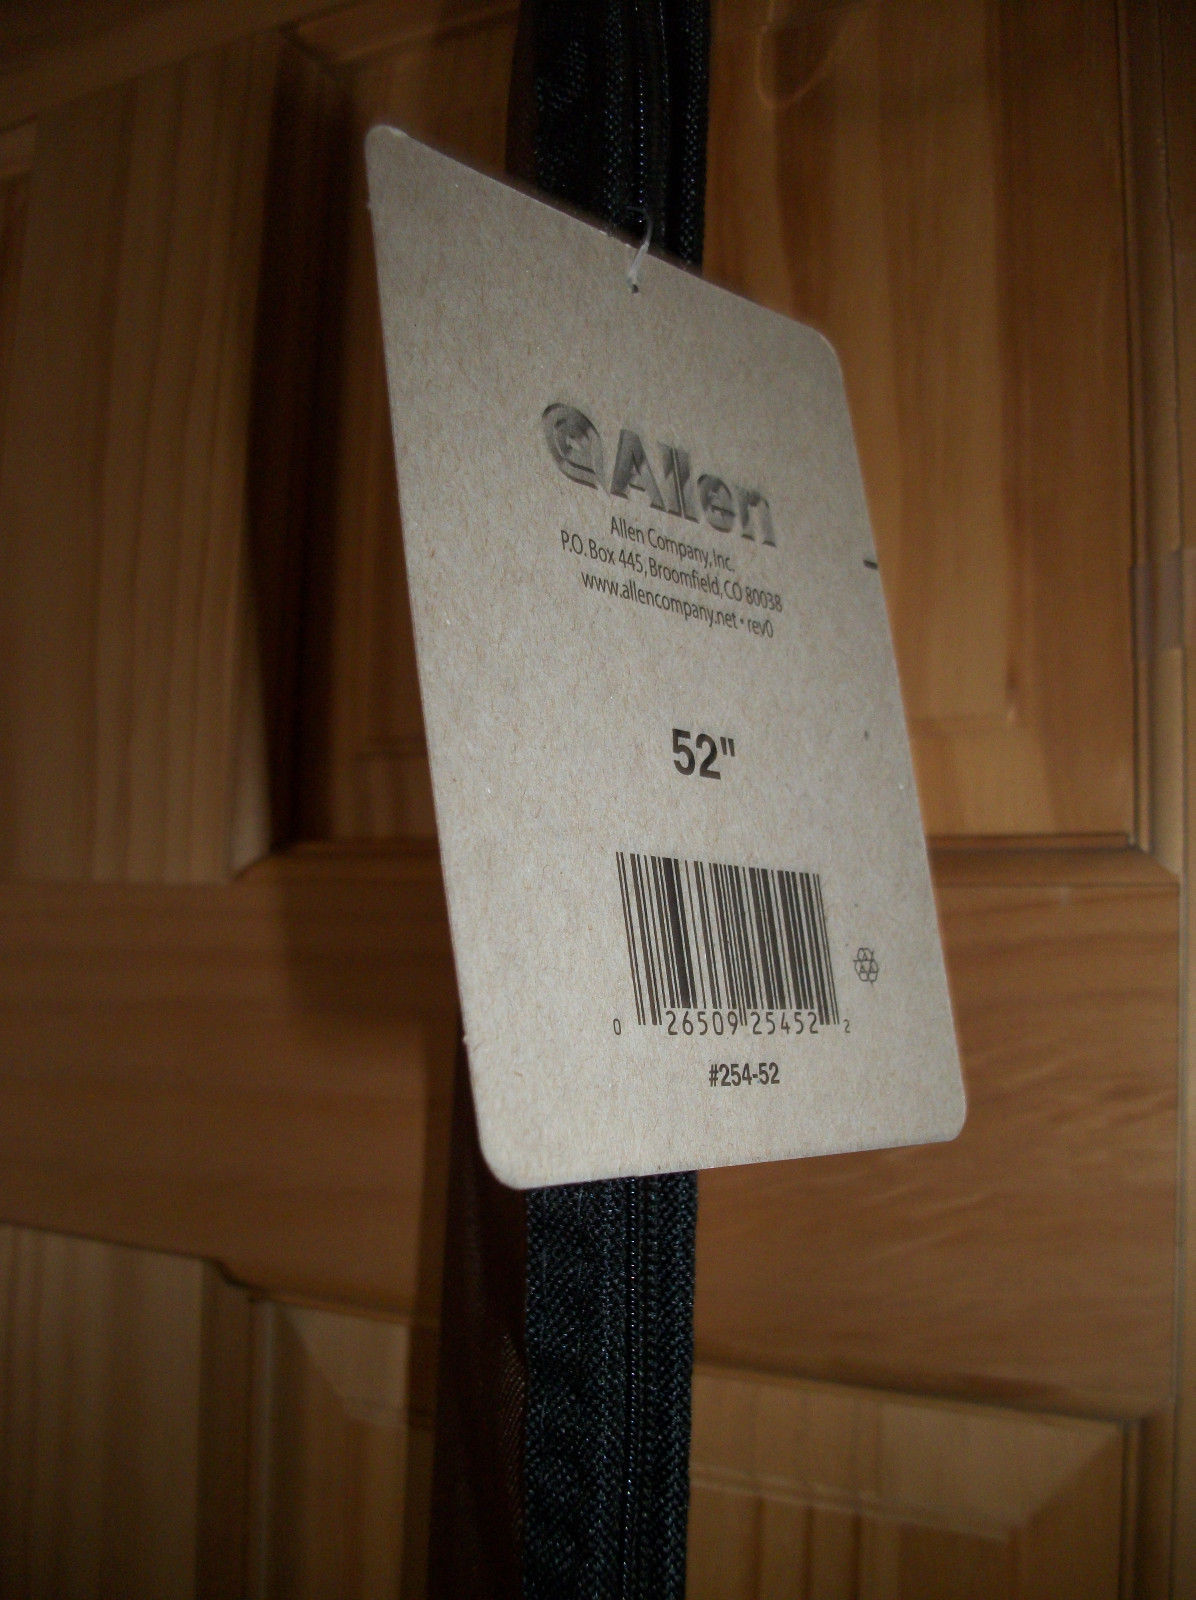 Allen
Allen Company, Inc.
P.O. Box 445, Broomfield, CO 80038
www.allencompany.net • rev0
52"
0 26509 25452 2
#254-52